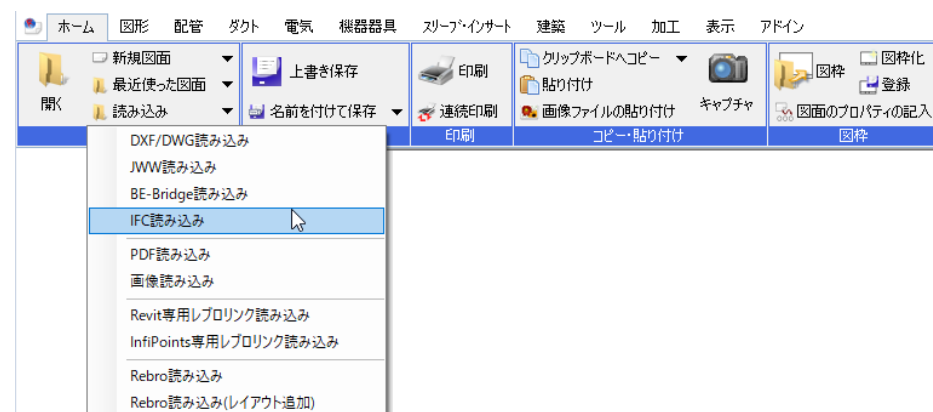 ホーム 図形 配管 ダクト 電気 機器器具 スリーブ・インサート 建築 ツール 加工 表示 アドイン
開く
新規図面
最近使った図面
読み込み
上書き保存
名前を付けて保存
印刷
連続印刷
印刷
クリップボードへコピー
貼り付け
画像ファイルの貼り付け
キャプチャ
コピー・貼り付け
図枠
図枠化
登録
図面のプロパティの記入
図枠
DXF/DWG読み込み
JWW読み込み
BE-Bridge読み込み
IFC読み込み
PDF読み込み
画像読み込み
Revit専用レブロリンク読み込み
InfiPoints専用レブロリンク読み込み
Rebro読み込み
Rebro読み込み(レイアウト追加)